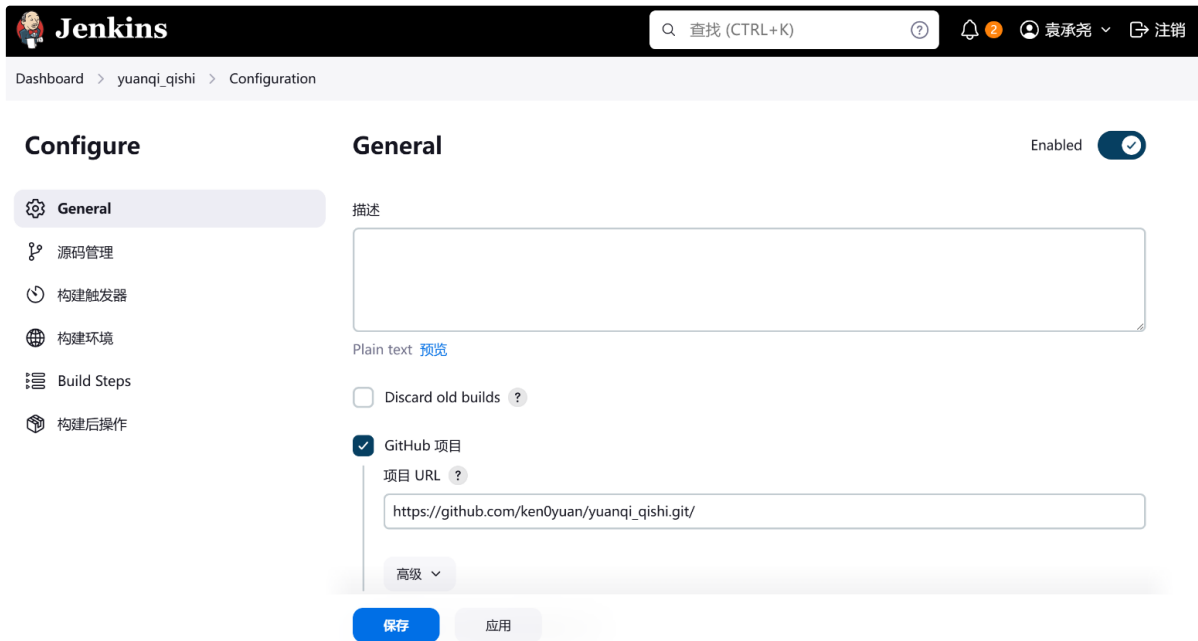 Jenkins
查找 (CTRL+K)
?
2
袁承尧
注销
Dashboard > yuanqi_qishi > Configuration
Configure
General
源码管理
构建触发器
构建环境
Build Steps
构建后操作
General
Enabled
描述
Plain text 预览
Discard old builds ?
GitHub 项目
项目 URL ?
https://github.com/ken0yuan/yuanqi_qishi.git/
高级
保存
应用